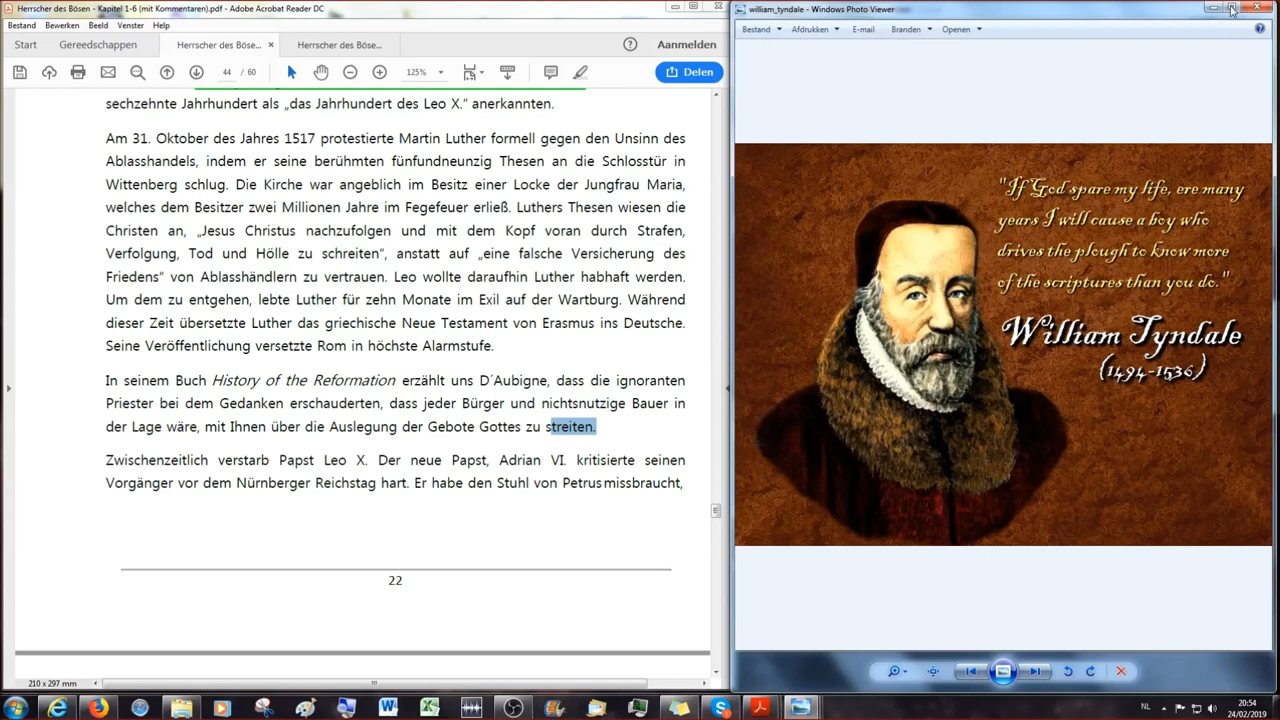 Herrscher des Bösen - Kapitel 1-6 (mit Kommentaren).pdf - Adobe Acrobat Reader DC
Bestand Bewerken Beeld Venster Help
Start Gereedschappen Herrscher des Böse... × Herrscher des Böse... Aanmelden
44 / 60 125% Delen
sechzehnte Jahrhundert als „das Jahrhundert des Leo X.“ anerkannten.
Am 31. Oktober des Jahres 1517 protestierte Martin Luther formell gegen den Unsinn des
Ablasshandels, indem er seine berühmten fünfundneunzig Thesen an die Schlosstür in
Wittenberg schlug. Die Kirche war angeblich im Besitz einer Locke der Jungfrau Maria,
welches dem Besitzer zwei Millionen Jahre im Fegefeuer erließ. Luthers Thesen wiesen die
Christen an, „Jesus Christus nachzufolgen und mit dem Kopf voran durch Strafen,
Verfolgung, Tod und Hölle zu schreiten“, anstatt auf „eine falsche Versicherung des
Friedens“ von Ablasshändlern zu vertrauen. Leo wollte daraufhin Luther habhaft werden.
Um dem zu entgehen, lebte Luther für zehn Monate im Exil auf der Wartburg. Während
dieser Zeit übersetzte Luther das griechische Neue Testament von Erasmus ins Deutsche.
Seine Veröffentlichung versetzte Rom in höchste Alarmstufe.
In seinem Buch History of the Reformation erzählt uns D´Aubigne, dass die ignoranten
Priester bei dem Gedanken erschauderten, dass jeder Bürger und nichtsnutzige Bauer in
der Lage wäre, mit Ihnen über die Auslegung der Gebote Gottes zu streiten.
Zwischenzeitlich verstarb Papst Leo X. Der neue Papst, Adrian VI. kritisierte seinen
Vorgänger vor dem Nürnberger Reichstag hart. Er habe den Stuhl von Petrus missbraucht,
22
210 x 297 mm
william_tyndale - Windows Photo Viewer
Bestand Afdrukken E-mail Branden Openen
"If God spare my life, ere many
years I will cause a boy who
drives the plough to know more
of the scriptures than you do."
William Tyndale
(1494-1536)
NL 20:54
24/02/2019